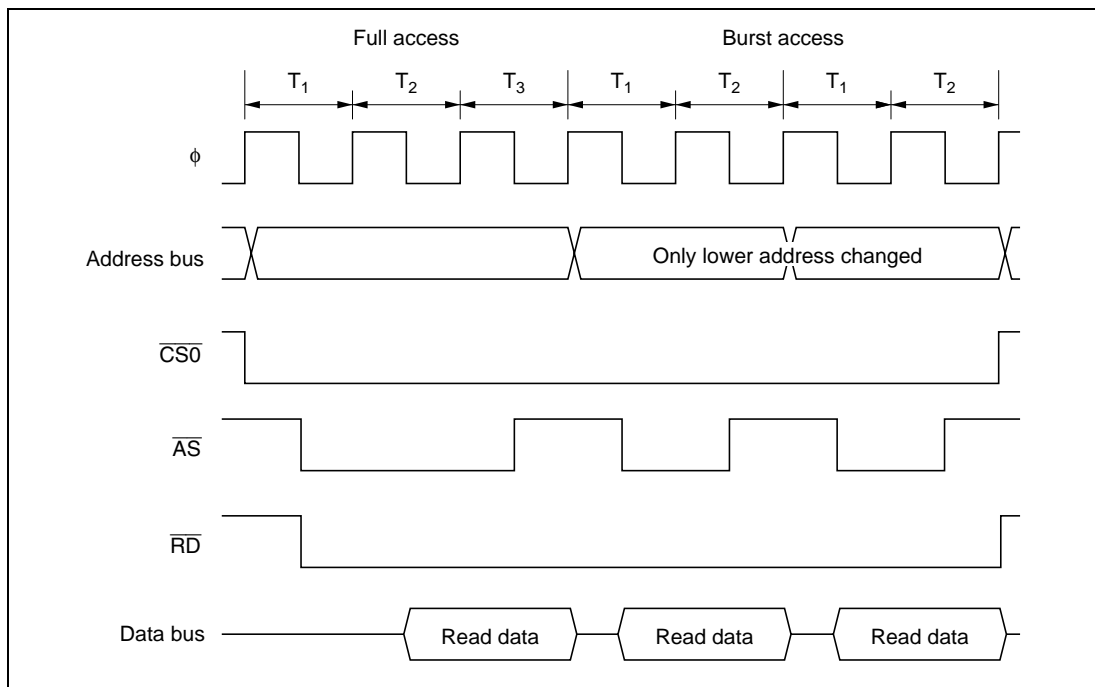 Full access Burst access
T1 T2 T3 T1 T2 T1 T2
φ
Address bus Only lower address changed
CS0
AS
RD
Data bus Read data Read data Read data